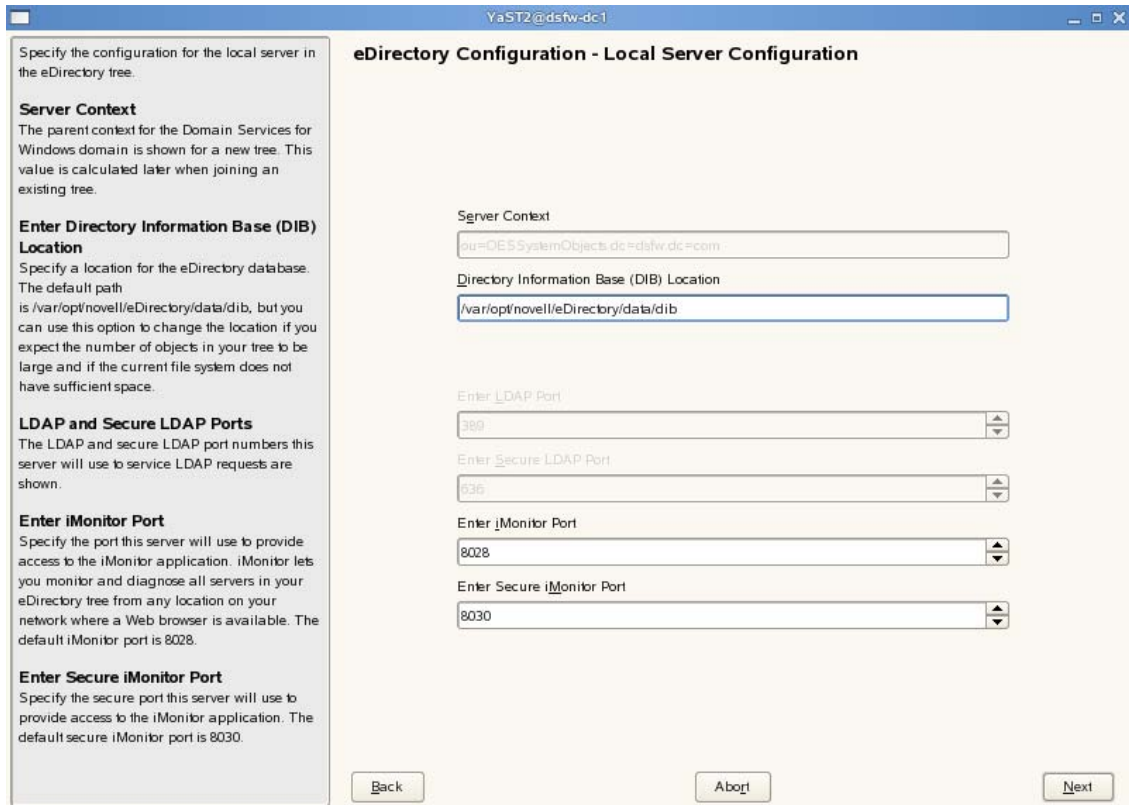 YaST2@dsfw-dc1
Specify the configuration for the local server in
the eDirectory tree.
Server Context
The parent context for the Domain Services for
Windows domain is shown for a new tree. This
value is calculated later when joining an
existing tree.
Enter Directory Information Base (DIB)
Location
Specify a location for the eDirectory database.
The default path
is /var/opt/novell/eDirectory/data/dib, but you
can use this option to change the location if you
expect the number of objects in your tree to be
large and if the current file system does not
have sufficient space.
LDAP and Secure LDAP Ports
The LDAP and secure LDAP port numbers this
server will use to service LDAP requests are
shown.
Enter iMonitor Port
Specify the port this server will use to provide
access to the iMonitor application. iMonitor lets
you monitor and diagnose all servers in your
eDirectory tree from any location on your
network where a Web browser is available. The
default iMonitor port is 8028.
Enter Secure iMonitor Port
Specify the secure port this server will use to
provide access to the iMonitor application. The
default secure iMonitor port is 8030.
eDirectory Configuration - Local Server Configuration
Server Context
ou=OESSystemObjects.dc=dsfw.dc=com
Directory Information Base (DIB) Location
/var/opt/novell/eDirectory/data/dib
Enter LDAP Port
389
Enter Secure LDAP Port
636
Enter iMonitor Port
8028
Enter Secure iMonitor Port
8030
Back
Abort
Next